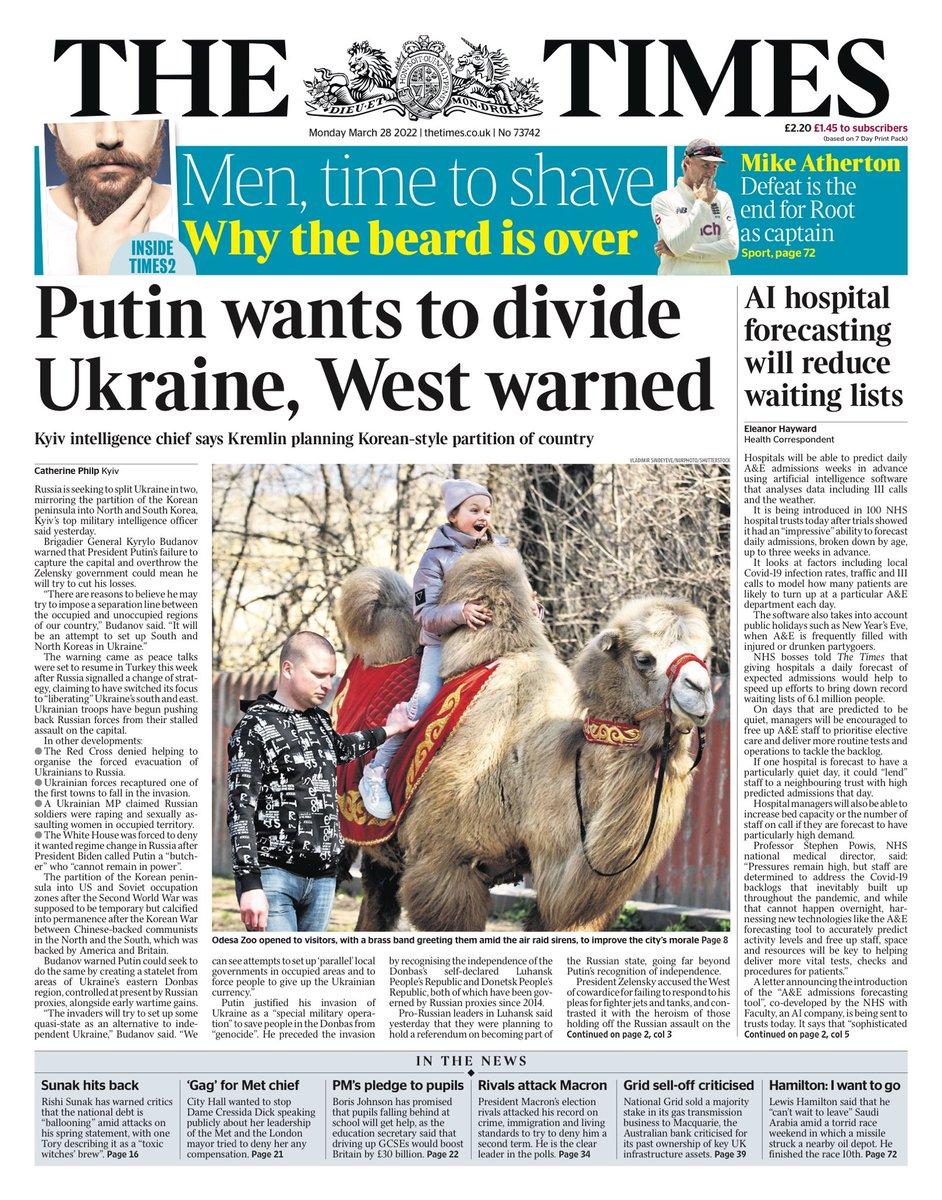 THE TIMES
DIEU·ET MON·DROIT
Monday March 28 2022 | thetimes.co.uk | No 73742
£2.20 £1.45 to subscribers
(based on 7 Day Print Pack)
INSIDE
TIMES2
Men, time to shave
Why the beard is over
Mike Atherton
Defeat is the
end for Root
as captain
Sport, page 72
Putin wants to divide
Ukraine, West warned
Kyiv intelligence chief says Kremlin planning Korean-style partition of country
Catherine Philp Kyiv
Russia is seeking to split Ukraine in two,
mirroring the partition of the Korean
peninsula into North and South Korea,
Kyiv's top military intelligence officer
said yesterday.
Brigadier General Kyrylo Budanov
warned that President Putin's failure to
capture the capital and overthrow the
Zelensky government could mean he
will try to cut his losses.
"There are reasons to believe he may
try to impose a separation line between
the occupied and unoccupied regions
of our country," Budanov said. "It will
be an attempt to set up South and
North Koreas in Ukraine."
The warning came as peace talks
were set to resume in Turkey this week
after Russia signalled a change of strat-
egy, claiming to have switched its focus
to "liberating" Ukraine's south and east.
Ukrainian troops have begun pushing
back Russian forces from their stalled
assault on the capital.
In other developments:
● The Red Cross denied helping to
organise the forced evacuation of
Ukrainians to Russia.
● Ukrainian forces recaptured one of
the first towns to fall in the invasion.
● A Ukrainian MP claimed Russian
soldiers were raping and sexually as-
saulting women in occupied territory.
● The White House was forced to deny
it wanted regime change in Russia after
President Biden called Putin a "butch-
er" who "cannot remain in power".
The partition of the Korean penin-
sula into US and Soviet occupation
zones after the Second World War was
supposed to be temporary but calcified
into permanence after the Korean War
between Chinese-backed communists
in the North and the South, which was
backed by America and Britain.
Budanov warned Putin could seek to
do the same by creating a statelet from
areas of Ukraine's eastern Donbas
region, controlled at present by Russian
proxies, alongside early wartime gains.
"The invaders will try to set up some
quasi-state as an alternative to inde-
pendent Ukraine," Budanov said. "We
VLADIMIR SINDEYEVE/NURPHOTO/SHUTTERSTOCK
Odesa Zoo opened to visitors, with a brass band greeting them amid the air raid sirens, to improve the city's morale Page 8
can see attempts to set up 'parallel' local
governments in occupied areas and to
force people to give up the Ukrainian
currency."
Putin justified his invasion of
Ukraine as a "special military opera-
tion" to save people in the Donbas from
"genocide". He preceded the invasion
by recognising the independence of the
Donbas's self-declared Luhansk
People's Republic and Donetsk People's
Republic, both of which have been gov-
erned by Russian proxies since 2014.
Pro-Russian leaders in Luhansk said
yesterday that they were planning to
hold a referendum on becoming part of
the Russian state, going far beyond
Putin's recognition of independence.
President Zelensky accused the West
of cowardice for failing to respond to his
pleas for fighter jets and tanks, and con-
trasted it with the heroism of those
holding off the Russian assault on the
Continued on page 2, col 3
AI hospital
forecasting
will reduce
waiting lists
Eleanor Hayward
Health Correspondent
Hospitals will be able to predict daily
A&E admissions weeks in advance
using artificial intelligence software
that analyses data including 111 calls
and the weather.
It is being introduced in 100 NHS
hospital trusts today after trials showed
it had an "impressive" ability to forecast
daily admissions, broken down by age,
up to three weeks in advance.
It looks at factors including local
Covid-19 infection rates, traffic and 111
calls to model how many patients are
likely to turn up at a particular A&E
department each day.
The software also takes into account
public holidays such as New Year's Eve,
when A&E is frequently filled with
injured or drunken partygoers.
NHS bosses told The Times that
giving hospitals a daily forecast of
expected admissions would help to
speed up efforts to bring down record
waiting lists of 6.1 million people.
On days that are predicted to be
quiet, managers will be encouraged to
free up A&E staff to prioritise elective
care and deliver more routine tests and
operations to tackle the backlog.
If one hospital is forecast to have a
particularly quiet day, it could "lend"
staff to a neighbouring trust with high
predicted admissions that day.
Hospital managers will also be able to
increase bed capacity or the number of
staff on call if they are forecast to have
particularly high demand.
Professor Stephen Powis, NHS
national medical director, said:
"Pressures remain high, but staff are
determined to address the Covid-19
backlogs that inevitably built up
throughout the pandemic, and while
that cannot happen overnight, har-
nessing new technologies like the A&E
forecasting tool to accurately predict
activity levels and free up staff, space
and resources will be key to helping
deliver more vital tests, checks and
procedures for patients."
A letter announcing the introduction
of the "A&E admissions forecasting
tool", co-developed by the NHS with
Faculty, an AI company, is being sent to
trusts today. It says that "sophisticated
Continued on page 2, col 5
IN THE NEWS
Sunak hits back
Rishi Sunak has warned critics
that the national debt is
"ballooning" amid attacks on
his spring statement, with one
Tory describing it as a "toxic
witches' brew". Page 16
'Gag' for Met chief
City Hall wanted to stop
Dame Cressida Dick speaking
publicly about her leadership
of the Met and the London
mayor tried to deny her any
compensation. Page 21
PM's pledge to pupils
Boris Johnson has promised
that pupils falling behind at
school will get help, as the
education secretary said that
driving up GCSEs would boost
Britain by £30 billion. Page 22
Rivals attack Macron
President Macron's election
rivals attacked his record on
crime, immigration and living
standards to try to deny him a
second term. He is the clear
leader in the polls. Page 34
Grid sell-off criticised
National Grid sold a majority
stake in its gas transmission
business to Macquarie, the
Australian bank criticised for
its past ownership of key UK
infrastructure assets. Page 39
Hamilton: I want to go
Lewis Hamilton said that he
"can't wait to leave" Saudi
Arabia amid a torrid race
weekend in which a missile
struck a nearby oil depot. He
finished the race 10th. Page 72